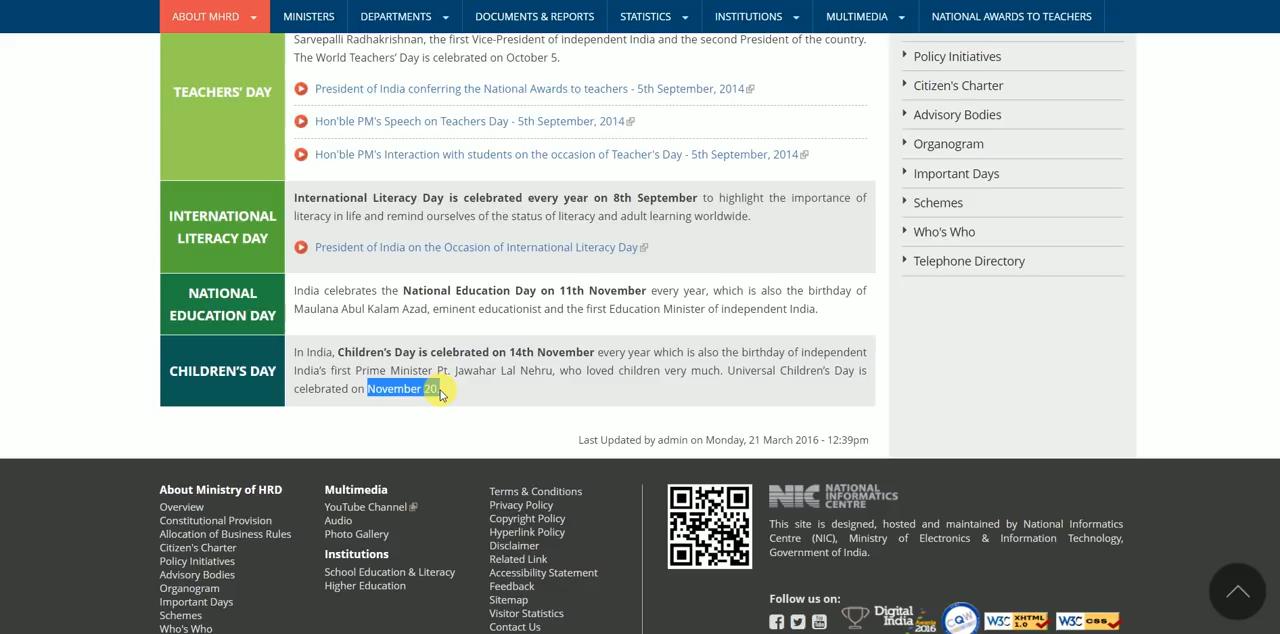 ABOUT MHRD
MINISTERS
DEPARTMENTS
DOCUMENTS & REPORTS
STATISTICS
INSTITUTIONS
MULTIMEDIA
NATIONAL AWARDS TO TEACHERS
TEACHERS' DAY
Sarvepalli Radhakrishnan, the first Vice-President of independent India and the second President of the country.
The World Teachers' Day is celebrated on October 5.
President of India conferring the National Awards to teachers - 5th September, 2014
Hon'ble PM's Speech on Teachers Day - 5th September, 2014
Hon'ble PM's Interaction with students on the occasion of Teacher's Day - 5th September, 2014
INTERNATIONAL
LITERACY DAY
International Literacy Day is celebrated every year on 8th September to highlight the importance of
literacy in life and remind ourselves of the status of literacy and adult learning worldwide.
President of India on the Occasion of International Literacy Day
NATIONAL
EDUCATION DAY
India celebrates the National Education Day on 11th November every year, which is also the birthday of
Maulana Abul Kalam Azad, eminent educationist and the first Education Minister of independent India.
CHILDREN'S DAY
In India, Children's Day is celebrated on 14th November every year which is also the birthday of independent
India's first Prime Minister Pt. Jawahar Lal Nehru, who loved children very much. Universal Children's Day is
celebrated on November 20.
Last Updated by admin on Monday, 21 March 2016 - 12:39pm
Policy Initiatives
Citizen's Charter
Advisory Bodies
Organogram
Important Days
Schemes
Who's Who
Telephone Directory
About Ministry of HRD
Overview
Constitutional Provision
Allocation of Business Rules
Citizen's Charter
Policy Initiatives
Advisory Bodies
Organogram
Important Days
Schemes
Who's Who
Multimedia
YouTube Channel
Audio
Photo Gallery
Institutions
School Education & Literacy
Higher Education
Terms & Conditions
Privacy Policy
Copyright Policy
Hyperlink Policy
Disclaimer
Related Link
Accessibility Statement
Feedback
Sitemap
Visitor Statistics
Contact Us
NIC NATIONAL
INFORMATICS
CENTRE
This site is designed, hosted and maintained by National Informatics
Centre (NIC), Ministry of Electronics & Information Technology,
Government of India.
Follow us on:
Digital
India Awards
2016
CQW
W3C XHTML 1.0
W3C CSS